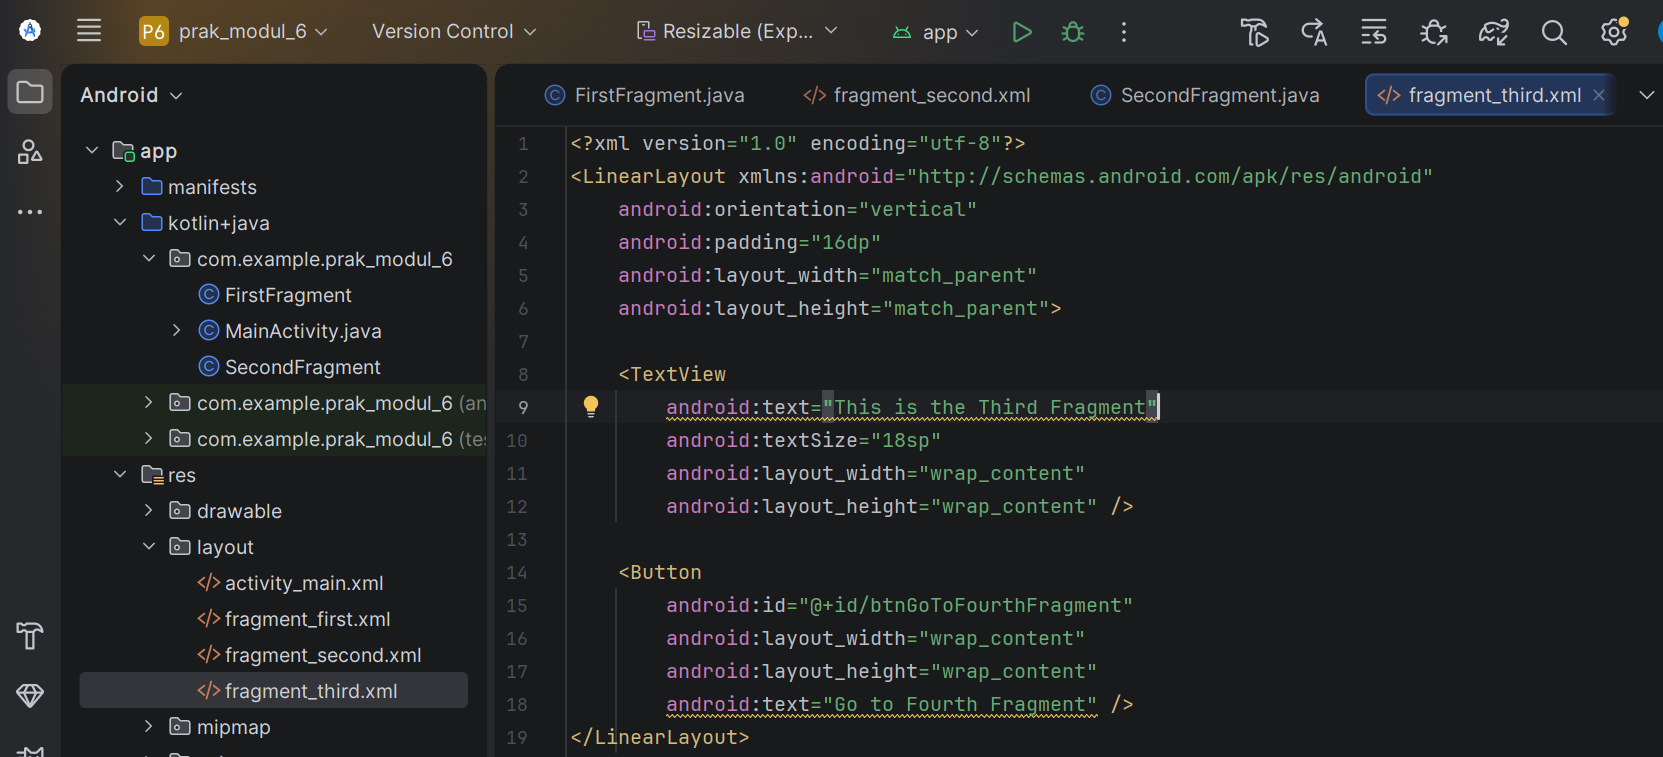 P6 prak_modul_6 Version Control Resizable (Exp... app
Android
app
manifests
kotlin+java
com.example.prak_modul_6
FirstFragment
MainActivity.java
SecondFragment
com.example.prak_modul_6 (an
com.example.prak_modul_6 (tes
res
drawable
layout
activity_main.xml
fragment_first.xml
fragment_second.xml
fragment_third.xml
mipmap
FirstFragment.java fragment_second.xml SecondFragment.java fragment_third.xml
1 <?xml version="1.0" encoding="utf-8"?>
2 <LinearLayout xmlns:android="http://schemas.android.com/apk/res/android"
3 android:orientation="vertical"
4 android:padding="16dp"
5 android:layout_width="match_parent"
6 android:layout_height="match_parent">
7
8 <TextView
9 android:text="This is the Third Fragment"
10 android:textSize="18sp"
11 android:layout_width="wrap_content"
12 android:layout_height="wrap_content" />
13
14 <Button
15 android:id="@+id/btnGoToFourthFragment"
16 android:layout_width="wrap_content"
17 android:layout_height="wrap_content"
18 android:text="Go to Fourth Fragment" />
19 </LinearLayout>